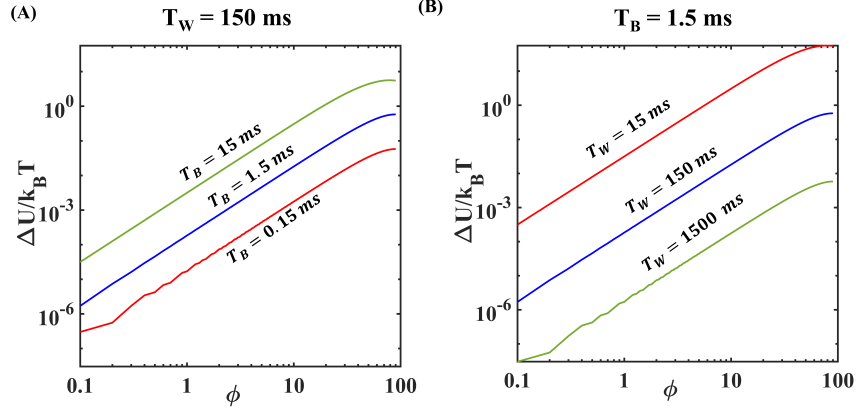 (A)
T_W = 150 ms
ΔU/k_BT
10^0
10^-3
10^-6
T_B = 15 ms
T_B = 1.5 ms
T_B = 0.15 ms
0.1
1
10
100
ϕ
(B)
T_B = 1.5 ms
ΔU/k_BT
10^0
10^-3
10^-6
T_W = 15 ms
T_W = 150 ms
T_W = 1500 ms
0.1
1
10
100
ϕ